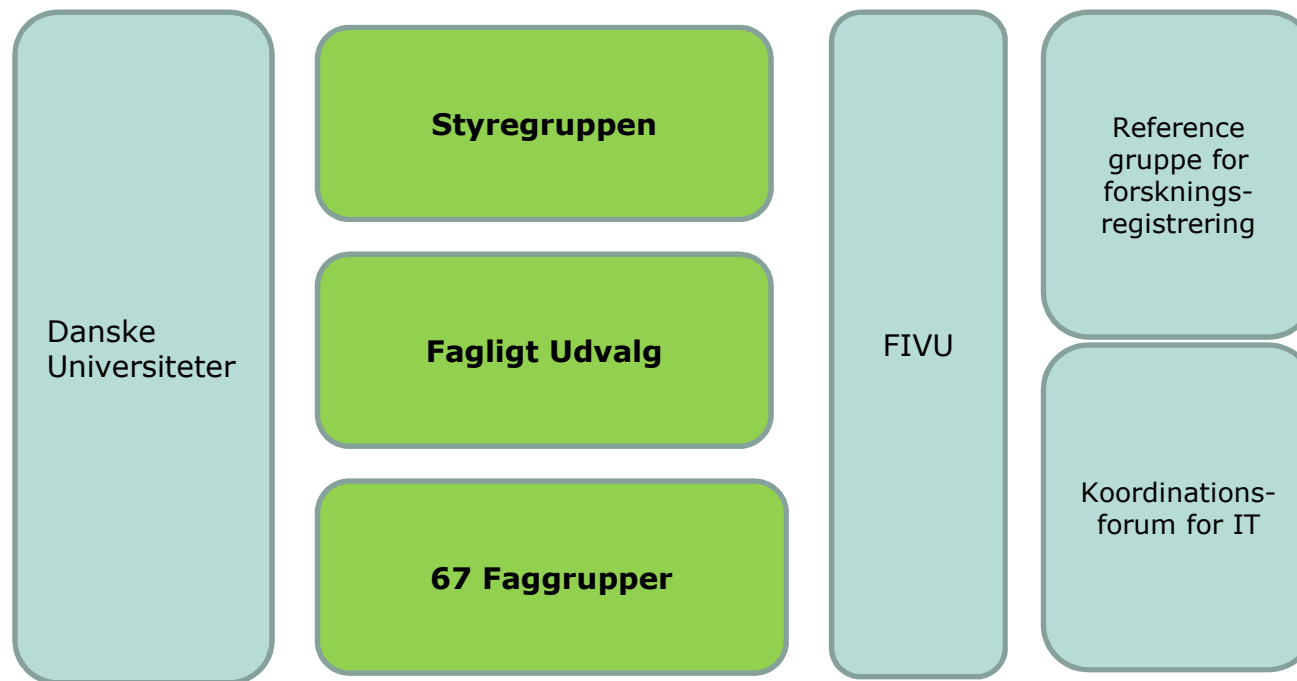 Danske
Universiteter
Styregruppen
Fagligt Udvalg
67 Faggrupper
FIVU
Reference
gruppe for
forsknings-
registrering
Koordinations-
forum for IT